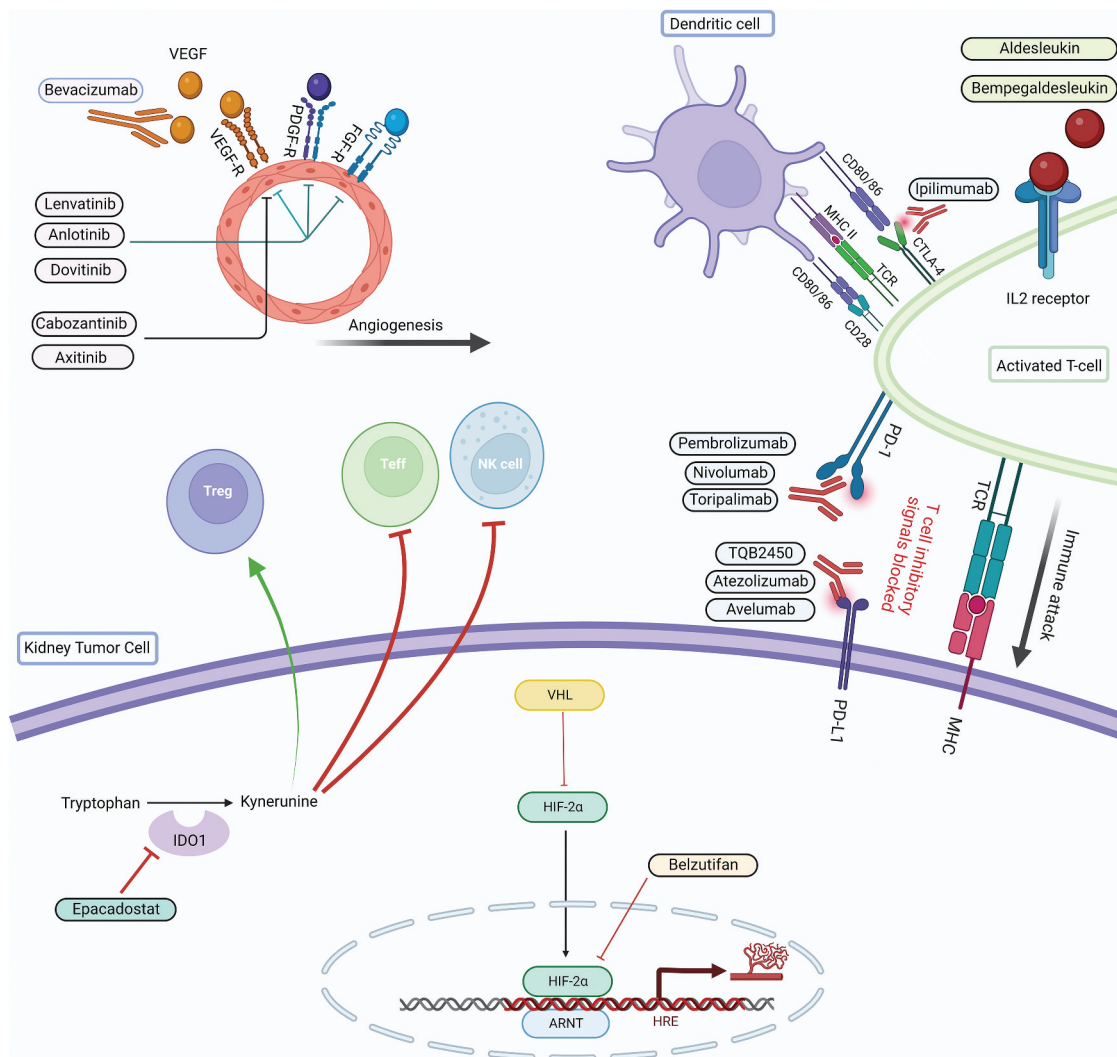 VEGF
Bevacizumab
VEGF-R
PDGF-R
FGF-R
Lenvatinib
Anlotinib
Dovitinib
Cabozantinib
Axitinib
Angiogenesis
Dendritic cell
Aldesleukin
Bempegaldesleukin
CD80/86
Ipilimumab
MHC II
CTLA-4
TCR
CD80/86
CD28
IL2 receptor
Activated T-cell
PD-1
Pembrolizumab
Nivolumab
Toripalimab
TCR
TQB2450
Atezolizumab
Avelumab
T cell inhibitory
signals blocked
Immune attack
PD-L1
MHC
Treg
Teff
NK cell
Kidney Tumor Cell
VHL
Tryptophan
Kynerunine
IDO1
Epacadostat
HIF-2α
Belzutifan
HIF-2α
ARNT
HRE